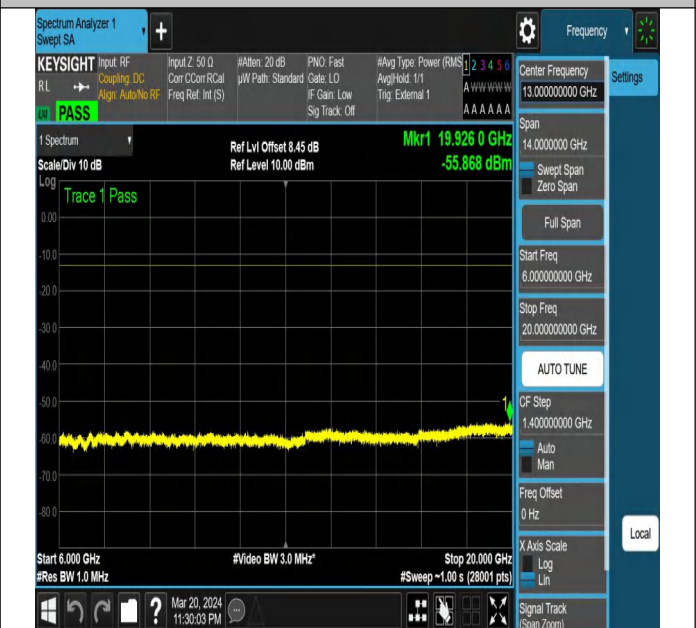 Spectrum Analyzer 1
Swept SA
+
Frequency
KEYSIGHT
RL
PASS
Input: RF
Coupling: DC
Align: Auto/No RF
Input Z: 50 Ω
Corr CCorr RCal
Freq Ref: Int (S)
#Atten: 20 dB
µW Path: Standard
PNO: Fast
Gate: LO
IF Gain: Low
Sig Track: Off
#Avg Type: Power (RMS
Avg|Hold: 1/1
Trig: External 1
1 2 3 4 5 6
A W W W W W
A A A A A A
1 Spectrum
Scale/Div 10 dB
Ref Lvl Offset 8.45 dB
Ref Level 10.00 dBm
Mkr1 19.926 0 GHz
-55.868 dBm
Log
Trace 1 Pass
0.00
-10.0
-20.0
-30.0
-40.0
-50.0
-60.0
-70.0
-80.0
1
Start 6.000 GHz
#Res BW 1.0 MHz
#Video BW 3.0 MHz*
Stop 20.000 GHz
#Sweep ~1.00 s (28001 pts)
?
Mar 20, 2024
11:30:03 PM
Center Frequency
13.000000000 GHz
Settings
Span
14.0000000 GHz
Swept Span
Zero Span
Full Span
Start Freq
6.000000000 GHz
Stop Freq
20.000000000 GHz
AUTO TUNE
CF Step
1.400000000 GHz
Auto
Man
Freq Offset
0 Hz
X Axis Scale
Log
Lin
Local
Signal Track
(Span Zoom)